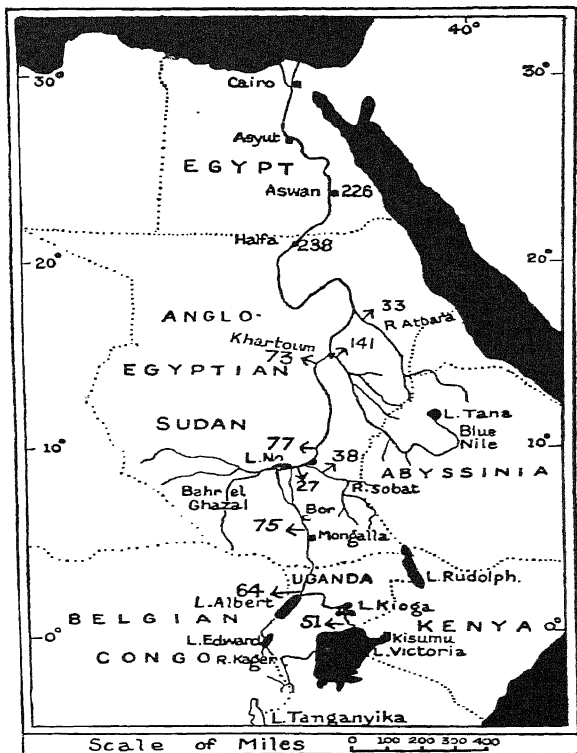 40°
30°
30°
Cairo
Asyut
EGYPT
Aswan 226
Halfa 238
20°
20°
ANGLO-
33
R Atbara
Khartoum
141
73
EGYPTIAN
L. Tana
SUDAN
Blue
Nile
77
10°
10°
L. No
38
ABYSSINIA
27
R. Sobat
Bahr el
Ghazal
Bor
75
Mongalla
UGANDA
L. Rudolph.
64
L. Albert
L. Kioga
BELGIAN
51
KENYA
0°
0°
L. Edward
Kisumu
CONGO
R. Kager
L. Victoria
L. Tanganyika
Scale of Miles
0 100 200 300 400